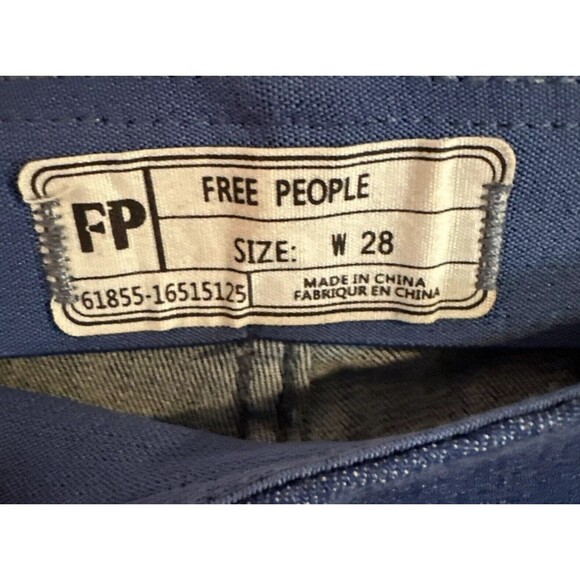 FP
FREE PEOPLE
SIZE: W 28
61855-16515125
MADE IN CHINA
FABRIQUR EN CHINA